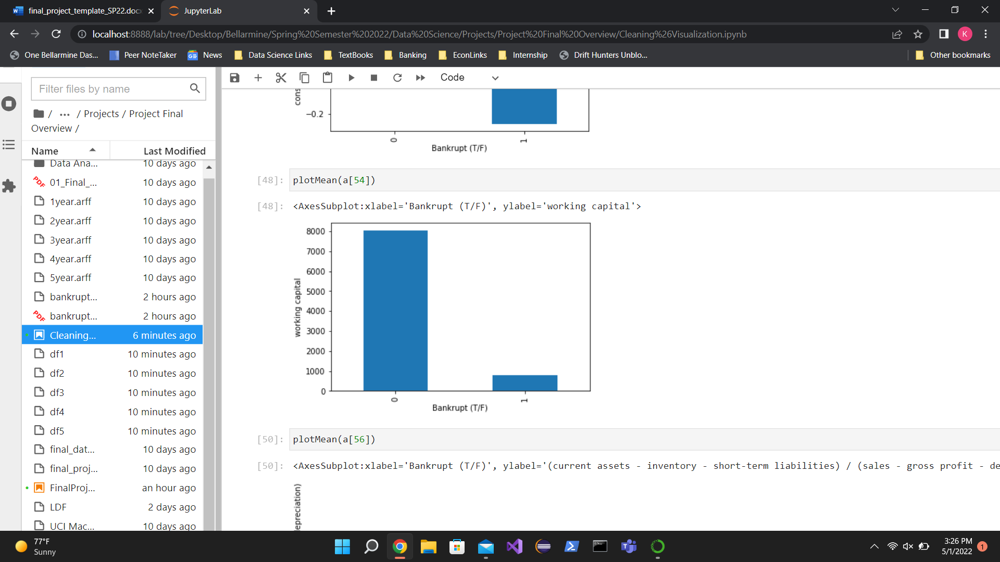 final_project_template_SP22.docx
JupyterLab
localhost:8888/lab/tree/Desktop/Bellarmine/Spring%20Semester%202022/Data%20Science/Projects/Project%20Final%20Overview/Cleaning%26Visualization.ipynb
K
One Bellarmine Das...
Peer NoteTaker
News
Data Science Links
TextBooks
Banking
EconLinks
Internship
Drift Hunters Unblo...
Other bookmarks
Filter files by name
Code
/ ... / Projects / Project Final
Overview /
Name Last Modified
Data Ana... 10 days ago
PDF 01_Final_... 10 days ago
1year.arff 10 days ago
2year.arff 10 days ago
3year.arff 10 days ago
4year.arff 10 days ago
5year.arff 10 days ago
bankrupt... 2 hours ago
PDF bankrupt... 2 hours ago
Cleaning... 6 minutes ago
df1 10 minutes ago
df2 10 minutes ago
df3 10 minutes ago
df4 10 minutes ago
df5 10 minutes ago
final_dat... 10 days ago
final_proj... 10 days ago
FinalProj... an hour ago
LDF 2 days ago
UCI Mac... 10 days ago
cons
−0.2
0 1
Bankrupt (T/F)
[48]: plotMean(a[54])
[48]: <AxesSubplot:xlabel='Bankrupt (T/F)', ylabel='working capital'>
8000
7000
6000
5000
4000
3000
2000
1000
0
working capital
0 1
Bankrupt (T/F)
[50]: plotMean(a[56])
[50]: <AxesSubplot:xlabel='Bankrupt (T/F)', ylabel='(current assets - inventory - short-term liabilities) / (sales - gross profit - de
epreciation)
77°F
Sunny
3:26 PM
5/1/2022
1